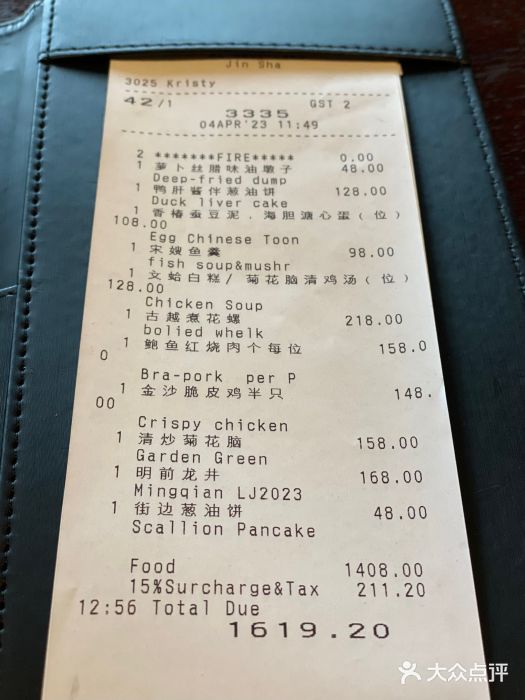 Jin Sha
3025 Kristy
42/1 GST 2
3335
04APR'23 11:49
2 *******FIRE***** 0.00
1 萝卜丝腊味油墩子 48.00
Deep-fried dump
1 鸭肝酱伴葱油饼 128.00
Duck liver cake
1 香椿蚕豆泥，海胆溏心蛋(位)
108.00
Egg Chinese Toon
1 宋嫂鱼羹 98.00
fish soup&mushr
1 文蛤白糕/菊花脑清鸡汤(位)
128.00
Chicken Soup
1 古越煮花螺 218.00
bolied whelk
1 鲍鱼红烧肉个每位 158.0
0
Bra-pork per P
1 金沙脆皮鸡半只 148.
00
Crispy chicken
1 清炒菊花脑 158.00
Garden Green
1 明前龙井 168.00
Mingqian LJ2023
1 街边葱油饼 48.00
Scallion Pancake
Food 1408.00
15%Surcharge&Tax 211.20
12:56 Total Due
1619.20
大众点评